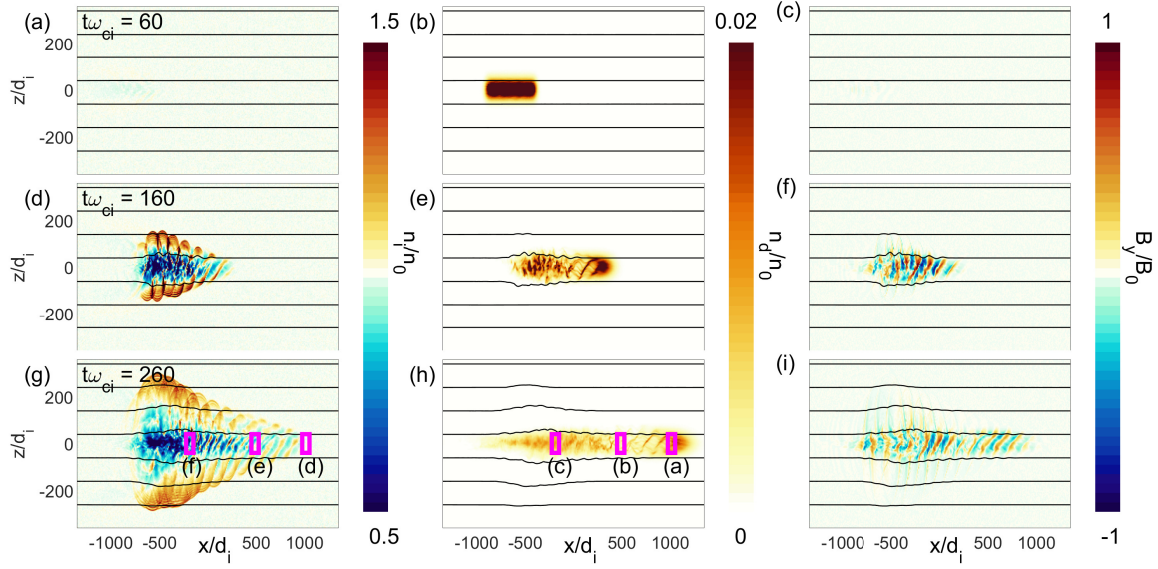 (a) tω_ci = 60
200
0
-200
z/d_i
1.5
n_i/n_0
0.5
(b)
0.02
n_d/n_0
0
(c)
1
B_y/B_0
-1
(d) tω_ci = 160
200
0
-200
z/d_i
(e)
(f)
(g) tω_ci = 260
200
0
-200
z/d_i
(f) (e) (d)
-1000 -500 x/d_i 500 1000
(h)
(c) (b) (a)
-1000 -500 x/d_i 500 1000
(i)
-1000 -500 x/d_i 500 1000